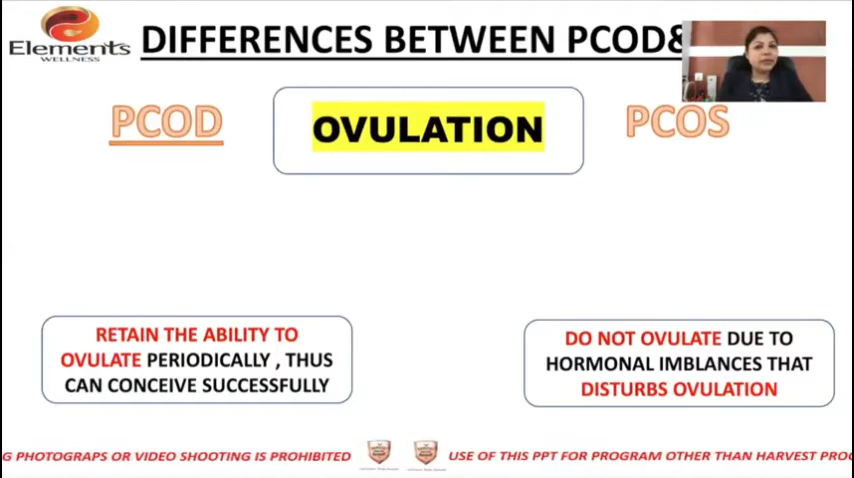 Elements
WELLNESS
DIFFERENCES BETWEEN PCOD&
PCOD
OVULATION
PCOS
RETAIN THE ABILITY TO
OVULATE PERIODICALLY , THUS
CAN CONCEIVE SUCCESSFULLY
DO NOT OVULATE DUE TO
HORMONAL IMBLANCES THAT
DISTURBS OVULATION
G PHOTOGRAPS OR VIDEO SHOOTING IS PROHIBITED
USE OF THIS PPT FOR PROGRAM OTHER THAN HARVEST PROG